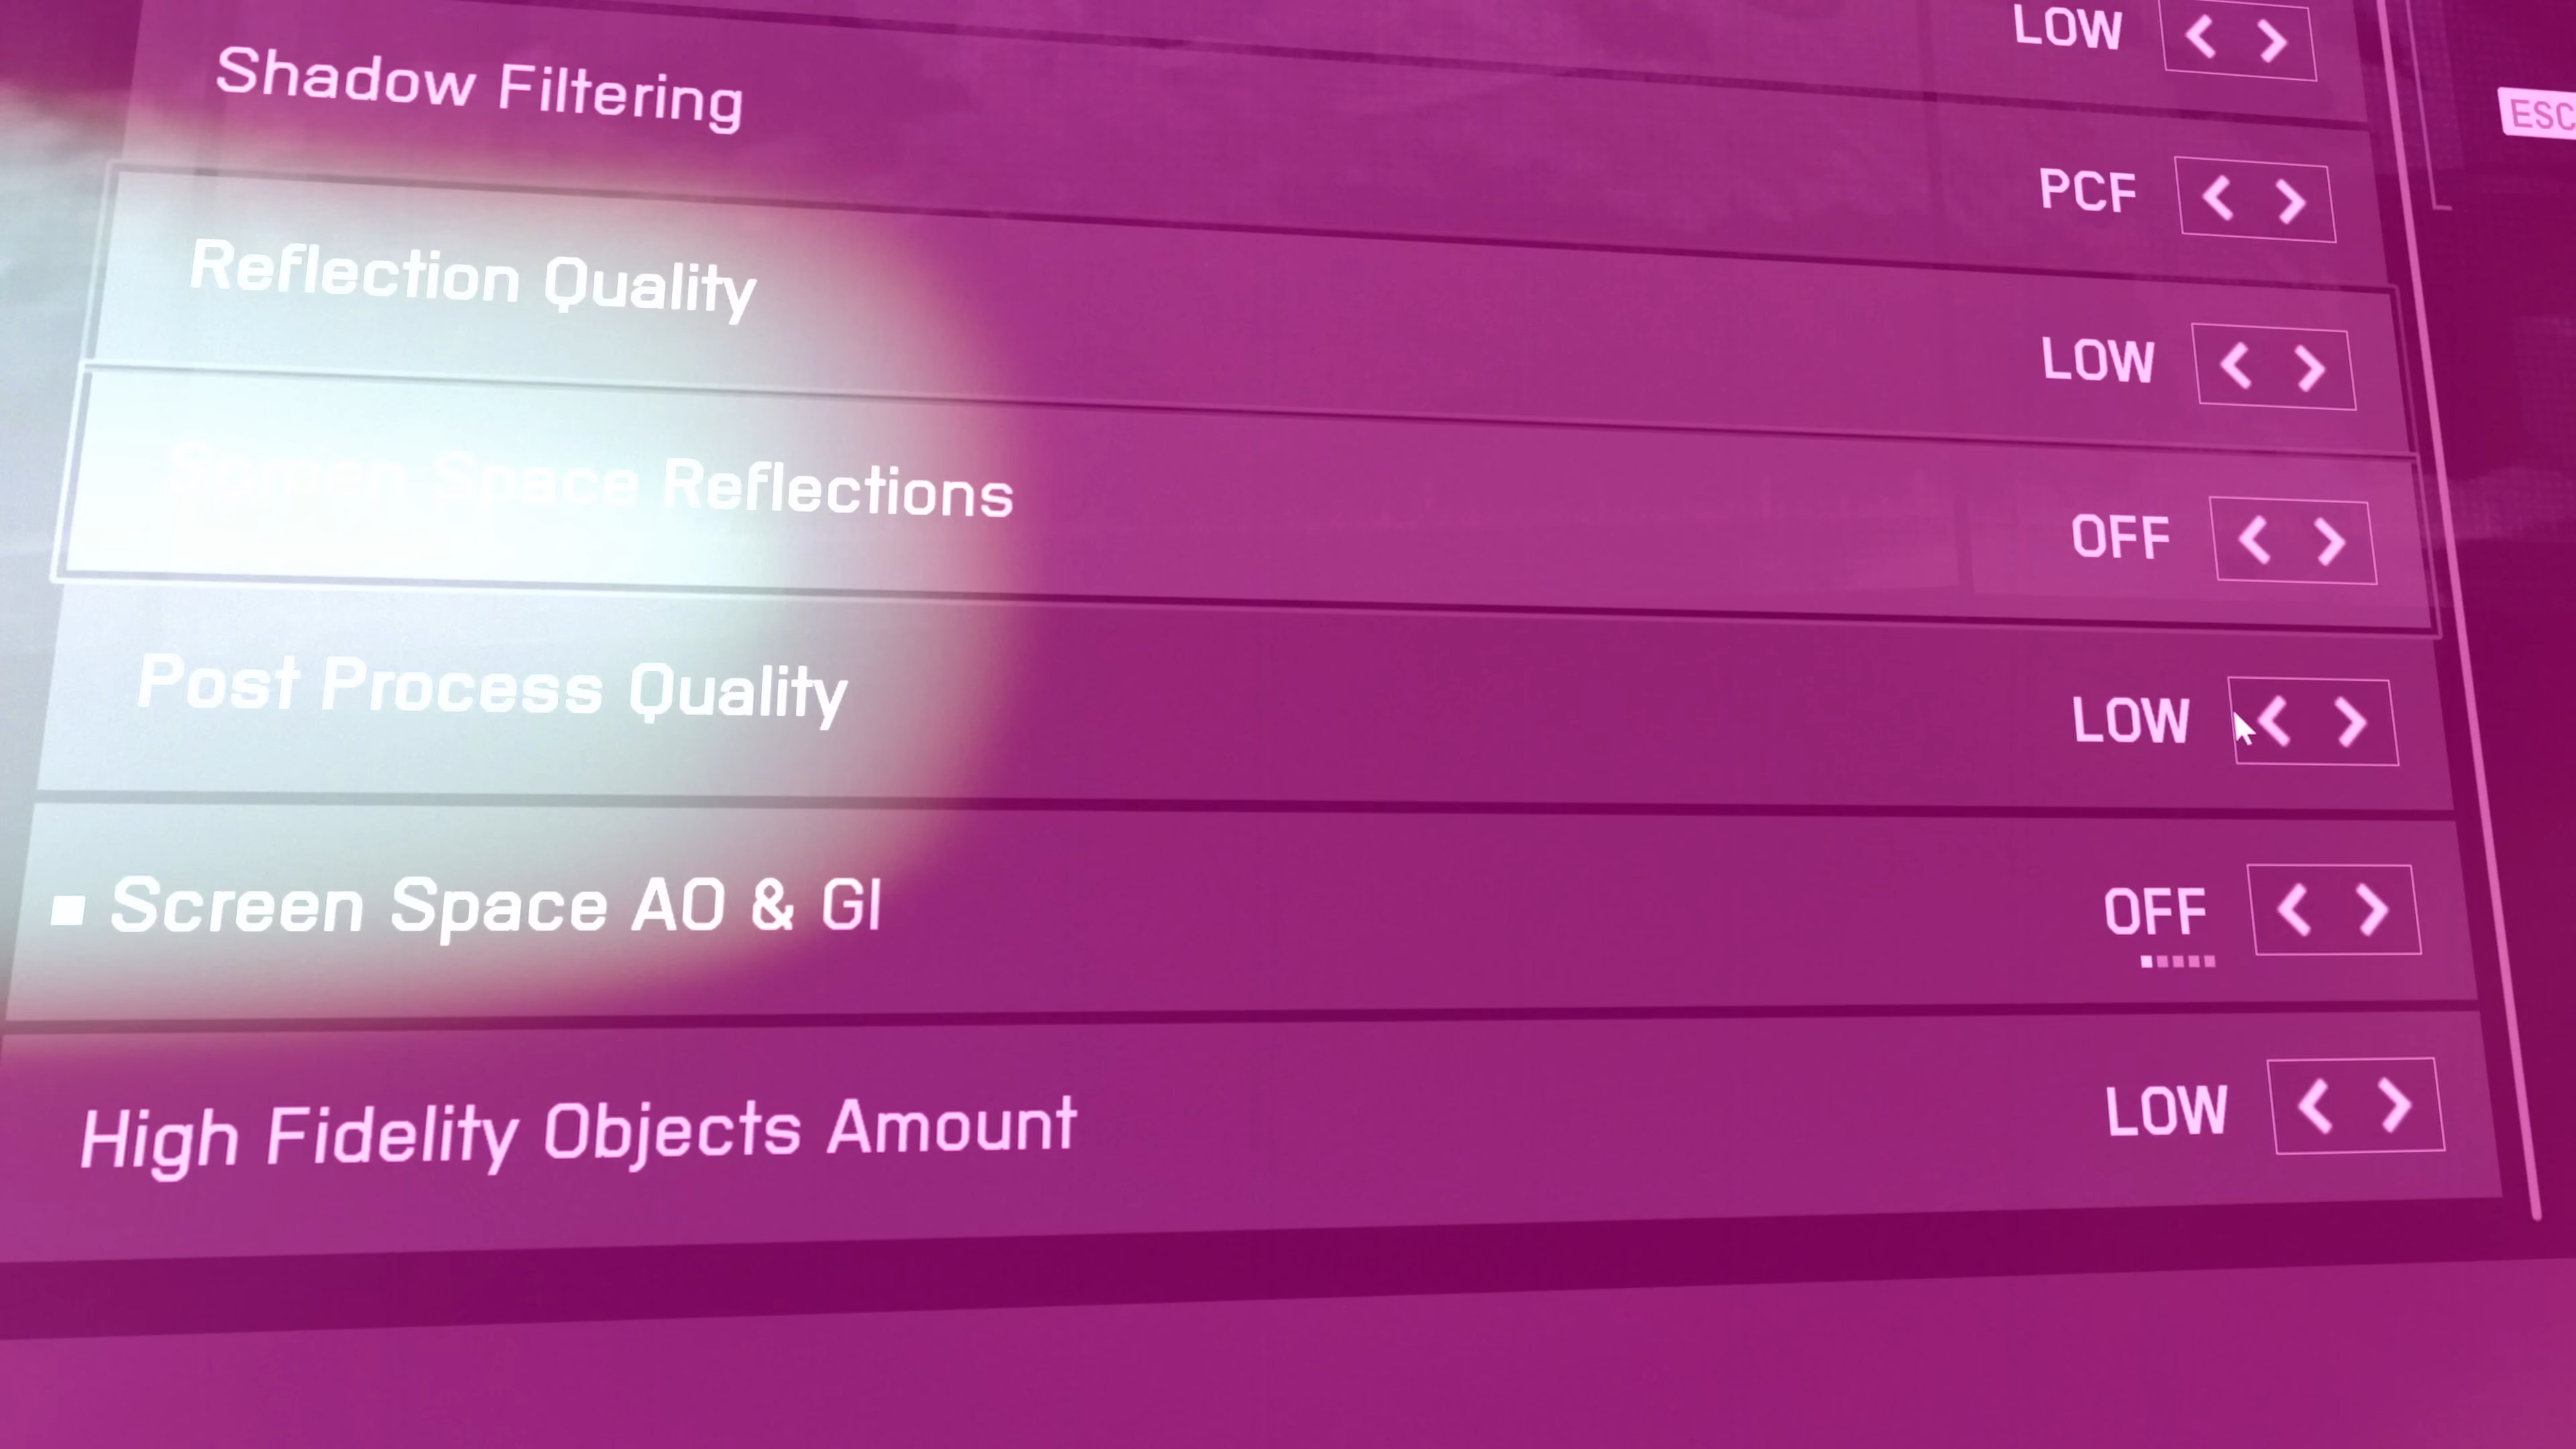 LOW
ESC
Shadow Filtering PCF
Reflection Quality LOW
Screen Space Reflections OFF
Post Process Quality LOW
Screen Space AO & GI OFF
High Fidelity Objects Amount LOW